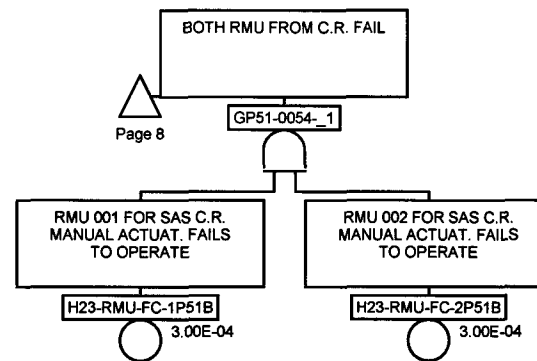 BOTH RMU FROM C.R. FAIL
Page 8
GP51-0054-_1
RMU 001 FOR SAS C.R.
MANUAL ACTUAT. FAILS
TO OPERATE
RMU 002 FOR SAS C.R.
MANUAL ACTUAT. FAILS
TO OPERATE
H23-RMU-FC-1P51B
3.00E-04
H23-RMU-FC-2P51B
3.00E-04